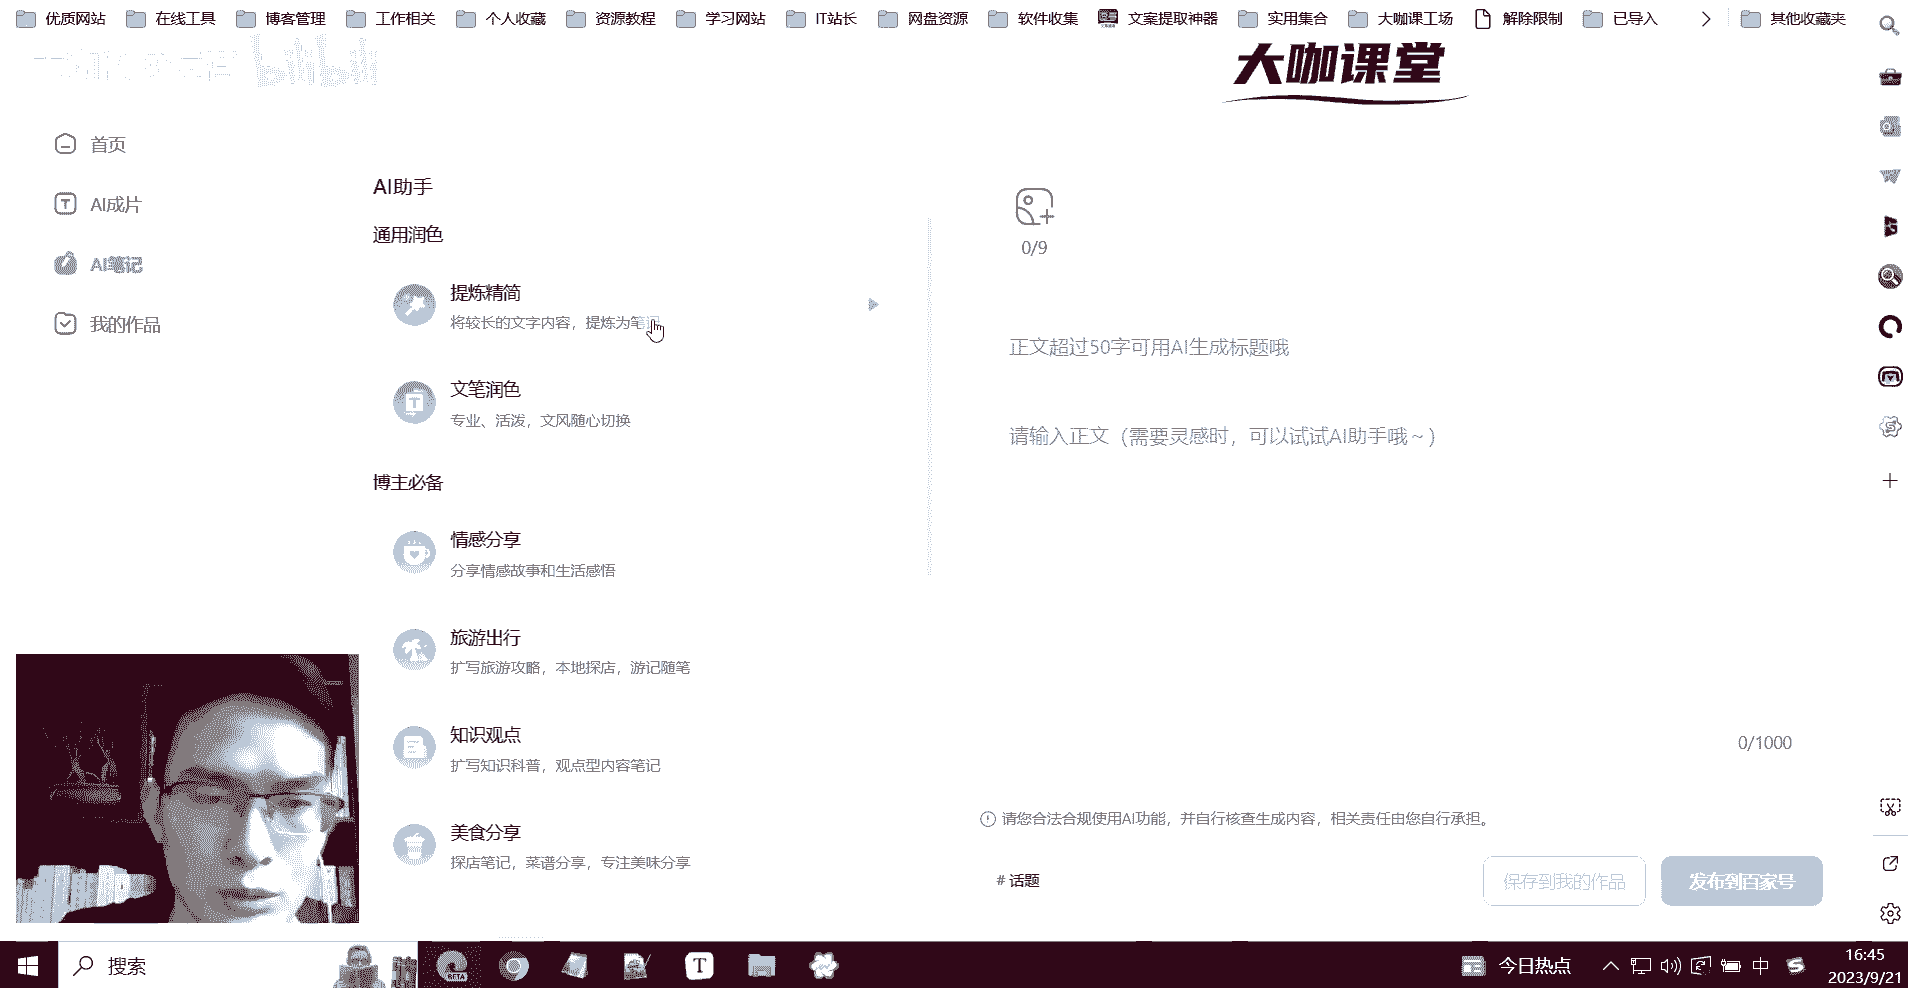 优质网站 在线工具 博客管理 工作相关 个人收藏 资源教程 学习网站 IT站长 网盘资源 软件收集 文案提取神器 实用集合 大咖课工场 解除限制 已导入 其他收藏夹
bilibili
大咖课堂
首页
AI成片
AI笔记
我的作品
AI助手
通用润色
提炼精简
将较长的文字内容，提炼为笔记
文笔润色
专业、活泼，文风随心切换
博主必备
情感分享
分享情感故事和生活感悟
旅游出行
扩写旅游攻略，本地探店，游记随笔
知识观点
扩写知识科普，观点型内容笔记
美食分享
探店笔记，菜谱分享，专注美味分享
0/9
正文超过50字可用AI生成标题哦
请输入正文（需要灵感时，可以试试AI助手哦~）
0/1000
请您合法合规使用AI功能，并自行核查生成内容，相关责任由您自行承担。
# 话题
保存到我的作品
发布到百家号
搜索
BETA
T
今日热点
中
16:45
2023/9/21